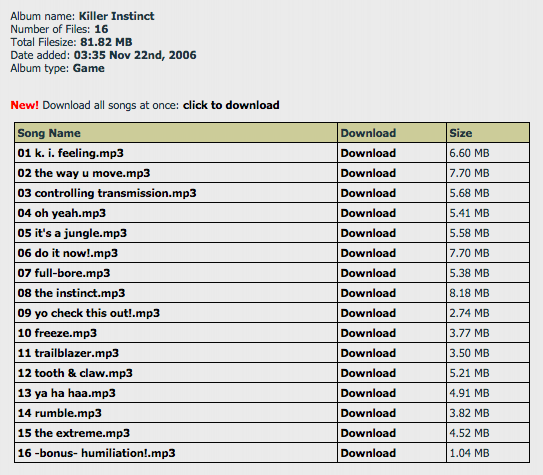 Album name: Killer Instinct
Number of Files: 16
Total Filesize: 81.82 MB
Date added: 03:35 Nov 22nd, 2006
Album type: Game
New! Download all songs at once: click to download
Song Name Download Size
01 k. i. feeling.mp3 Download 6.60 MB
02 the way u move.mp3 Download 7.70 MB
03 controlling transmission.mp3 Download 5.68 MB
04 oh yeah.mp3 Download 5.41 MB
05 it's a jungle.mp3 Download 5.58 MB
06 do it now!.mp3 Download 7.70 MB
07 full-bore.mp3 Download 5.38 MB
08 the instinct.mp3 Download 8.18 MB
09 yo check this out!.mp3 Download 2.74 MB
10 freeze.mp3 Download 3.77 MB
11 trailblazer.mp3 Download 3.50 MB
12 tooth & claw.mp3 Download 5.21 MB
13 ya ha haa.mp3 Download 4.91 MB
14 rumble.mp3 Download 3.82 MB
15 the extreme.mp3 Download 4.52 MB
16 -bonus- humiliation!.mp3 Download 1.04 MB